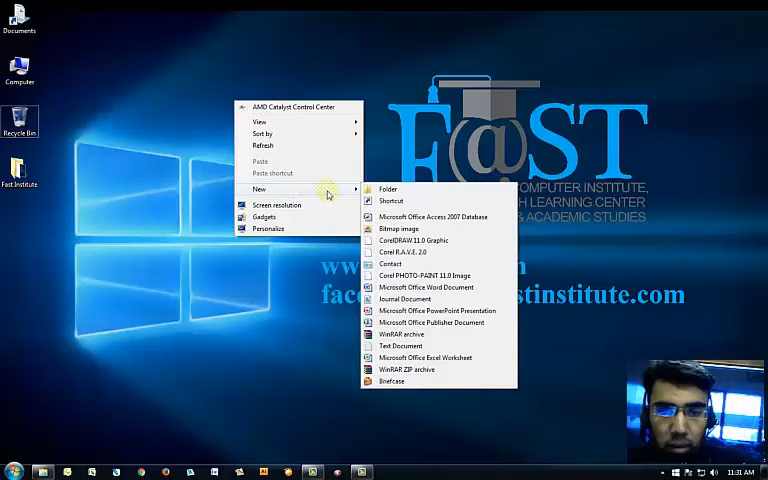 Documents
Computer
Recycle Bin
Fast Institute
AMD Catalyst Control Center
View
Sort by
Refresh
Paste
Paste shortcut
New
Screen resolution
Gadgets
Personalize
Folder
Shortcut
Microsoft Office Access 2007 Database
Bitmap image
CorelDRAW 11.0 Graphic
Corel R.A.V.E. 2.0
Contact
Corel PHOTO-PAINT 11.0 Image
Microsoft Office Word Document
Journal Document
Microsoft Office PowerPoint Presentation
Microsoft Office Publisher Document
WinRAR archive
Text Document
Microsoft Office Excel Worksheet
WinRAR ZIP archive
Briefcase
F@ST
COMPUTER INSTITUTE,
H LEARNING CENTER
& ACADEMIC STUDIES
ww
face
stinstitute.com
11:31 AM